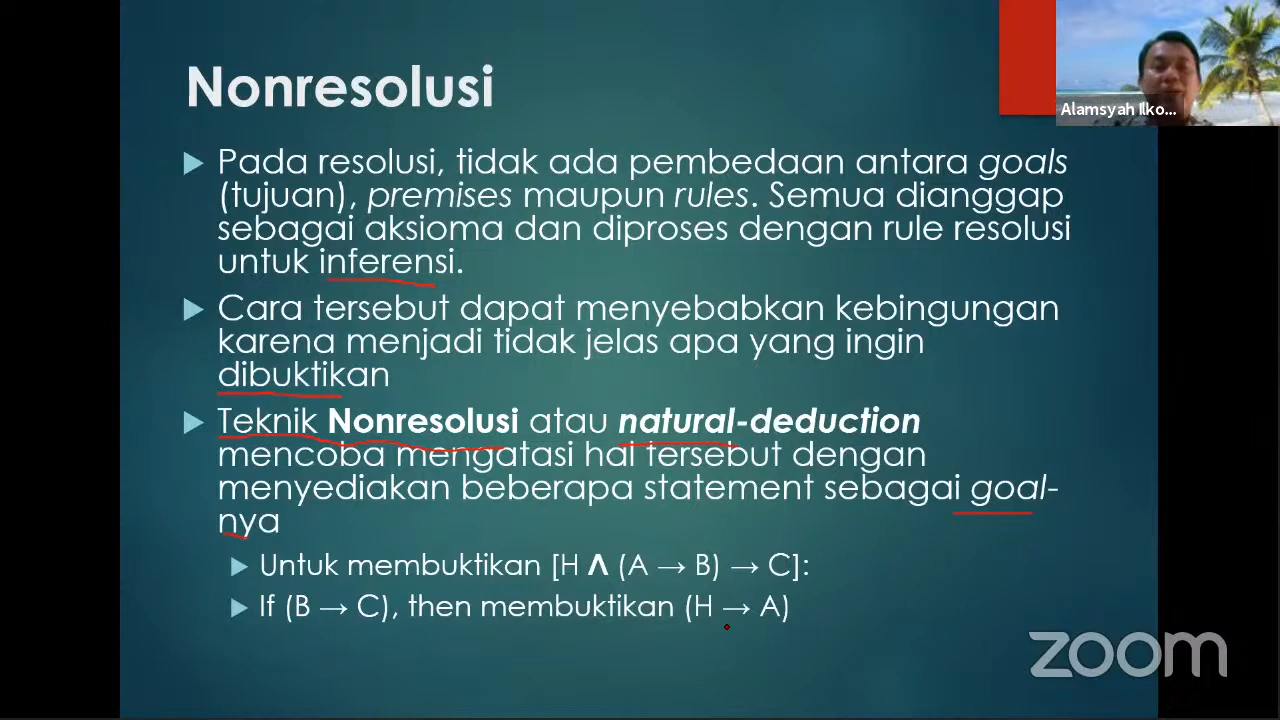 Nonresolusi
Alamsyah Ilko...
Pada resolusi, tidak ada pembedaan antara goals
(tujuan), premises maupun rules. Semua dianggap
sebagai aksioma dan diproses dengan rule resolusi
untuk inferensi.
Cara tersebut dapat menyebabkan kebingungan
karena menjadi tidak jelas apa yang ingin
dibuktikan
Teknik Nonresolusi atau natural-deduction
mencoba mengatasi hal tersebut dengan
menyediakan beberapa statement sebagai goal-
nya
Untuk membuktikan [H Λ (A → B) → C]:
If (B → C), then membuktikan (H → A)
zoom